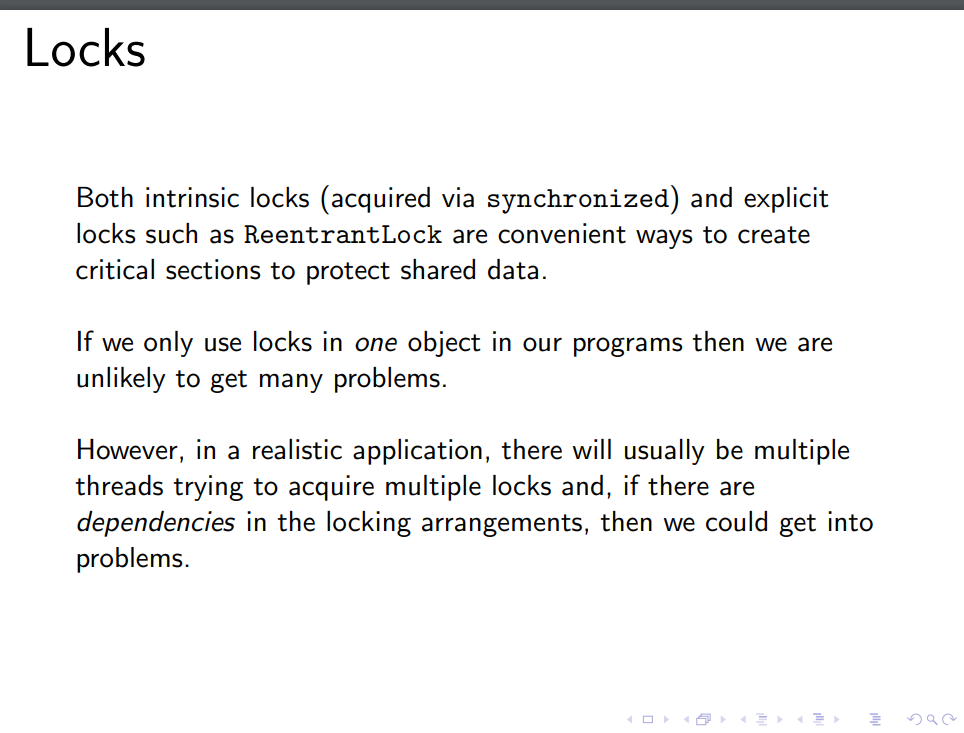 Locks
Both intrinsic locks (acquired via synchronized) and explicit
locks such as ReentrantLock are convenient ways to create
critical sections to protect shared data.
If we only use locks in one object in our programs then we are
unlikely to get many problems.
However, in a realistic application, there will usually be multiple
threads trying to acquire multiple locks and, if there are
dependencies in the locking arrangements, then we could get into
problems.